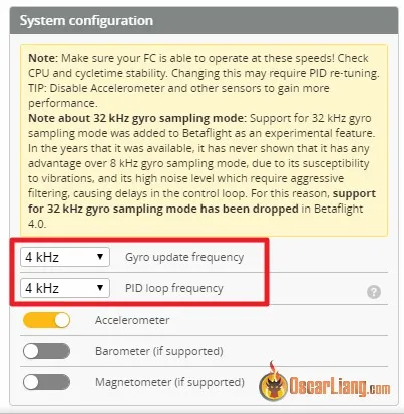 System configuration
Note: Make sure your FC is able to operate at these speeds! Check
CPU and cycletime stability. Changing this may require PID re-tuning.
TIP: Disable Accelerometer and other sensors to gain more
performance.
Note about 32 kHz gyro sampling mode: Support for 32 kHz gyro
sampling mode was added to Betaflight as an experimental feature.
In the years that it was available, it has never shown that it has any
advantage over 8 kHz gyro sampling mode, due to its susceptibility
to vibrations, and its high noise level which require aggressive
filtering, causing delays in the control loop. For this reason, support
for 32 kHz gyro sampling mode has been dropped in Betaflight
4.0.
4 kHz Gyro update frequency
4 kHz PID loop frequency ?
Accelerometer
Barometer (if supported)
Magnetometer (if supported)
OscarLiang.com